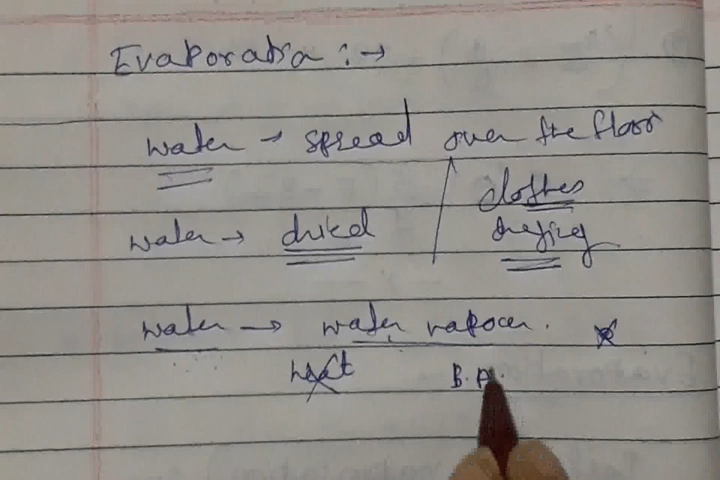 Evaporation :→
water → spread over the floor
clothes
water → dried / drying
water → water vapour.
heat B.P.